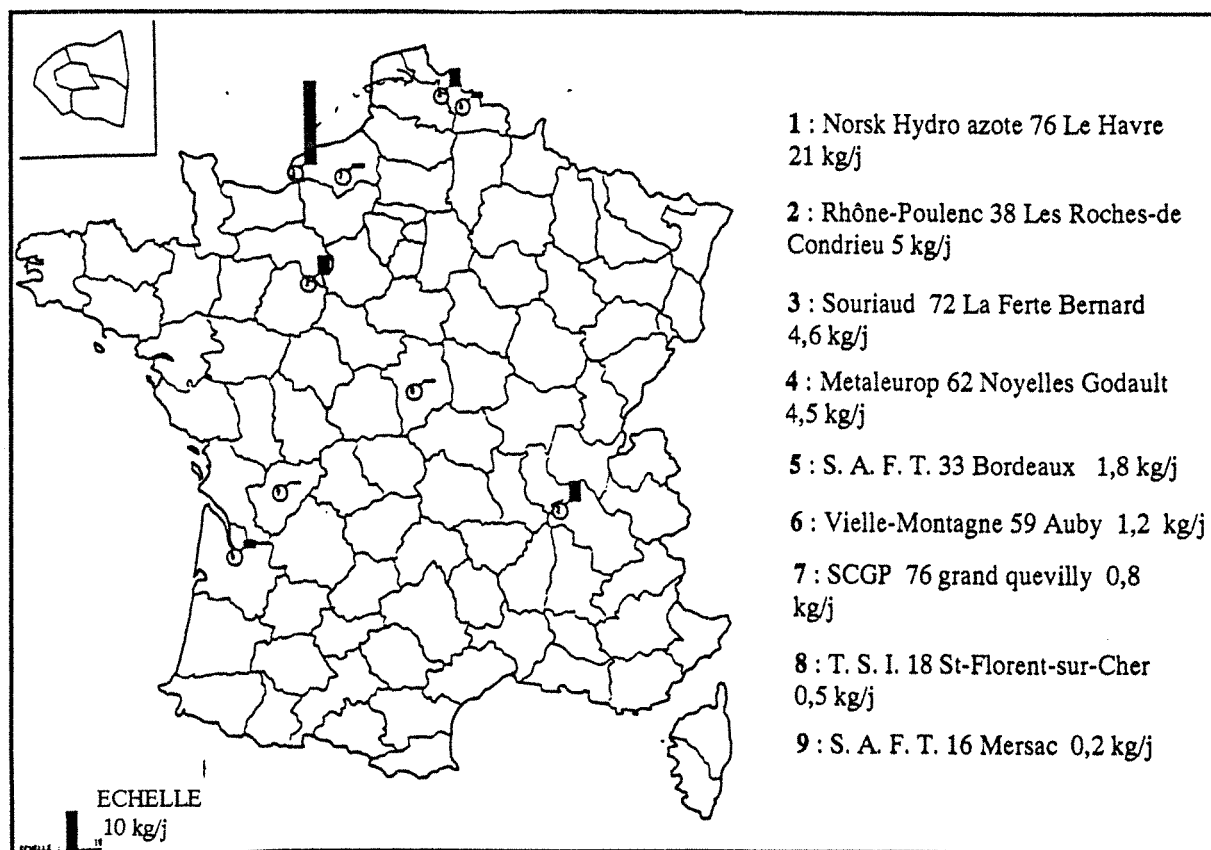 1 : Norsk Hydro azote 76 Le Havre
21 kg/j
2 : Rhône-Poulenc 38 Les Roches-de
Condrieu 5 kg/j
3 : Souriaud 72 La Ferte Bernard
4,6 kg/j
4 : Metaleurop 62 Noyelles Godault
4,5 kg/j
5 : S. A. F. T. 33 Bordeaux 1,8 kg/j
6 : Vielle-Montagne 59 Auby 1,2 kg/j
7 : SCGP 76 grand quevilly 0,8
kg/j
8 : T. S. I. 18 St-Florent-sur-Cher
0,5 kg/j
9 : S. A. F. T. 16 Mersac 0,2 kg/j
ECHELLE
10 kg/j